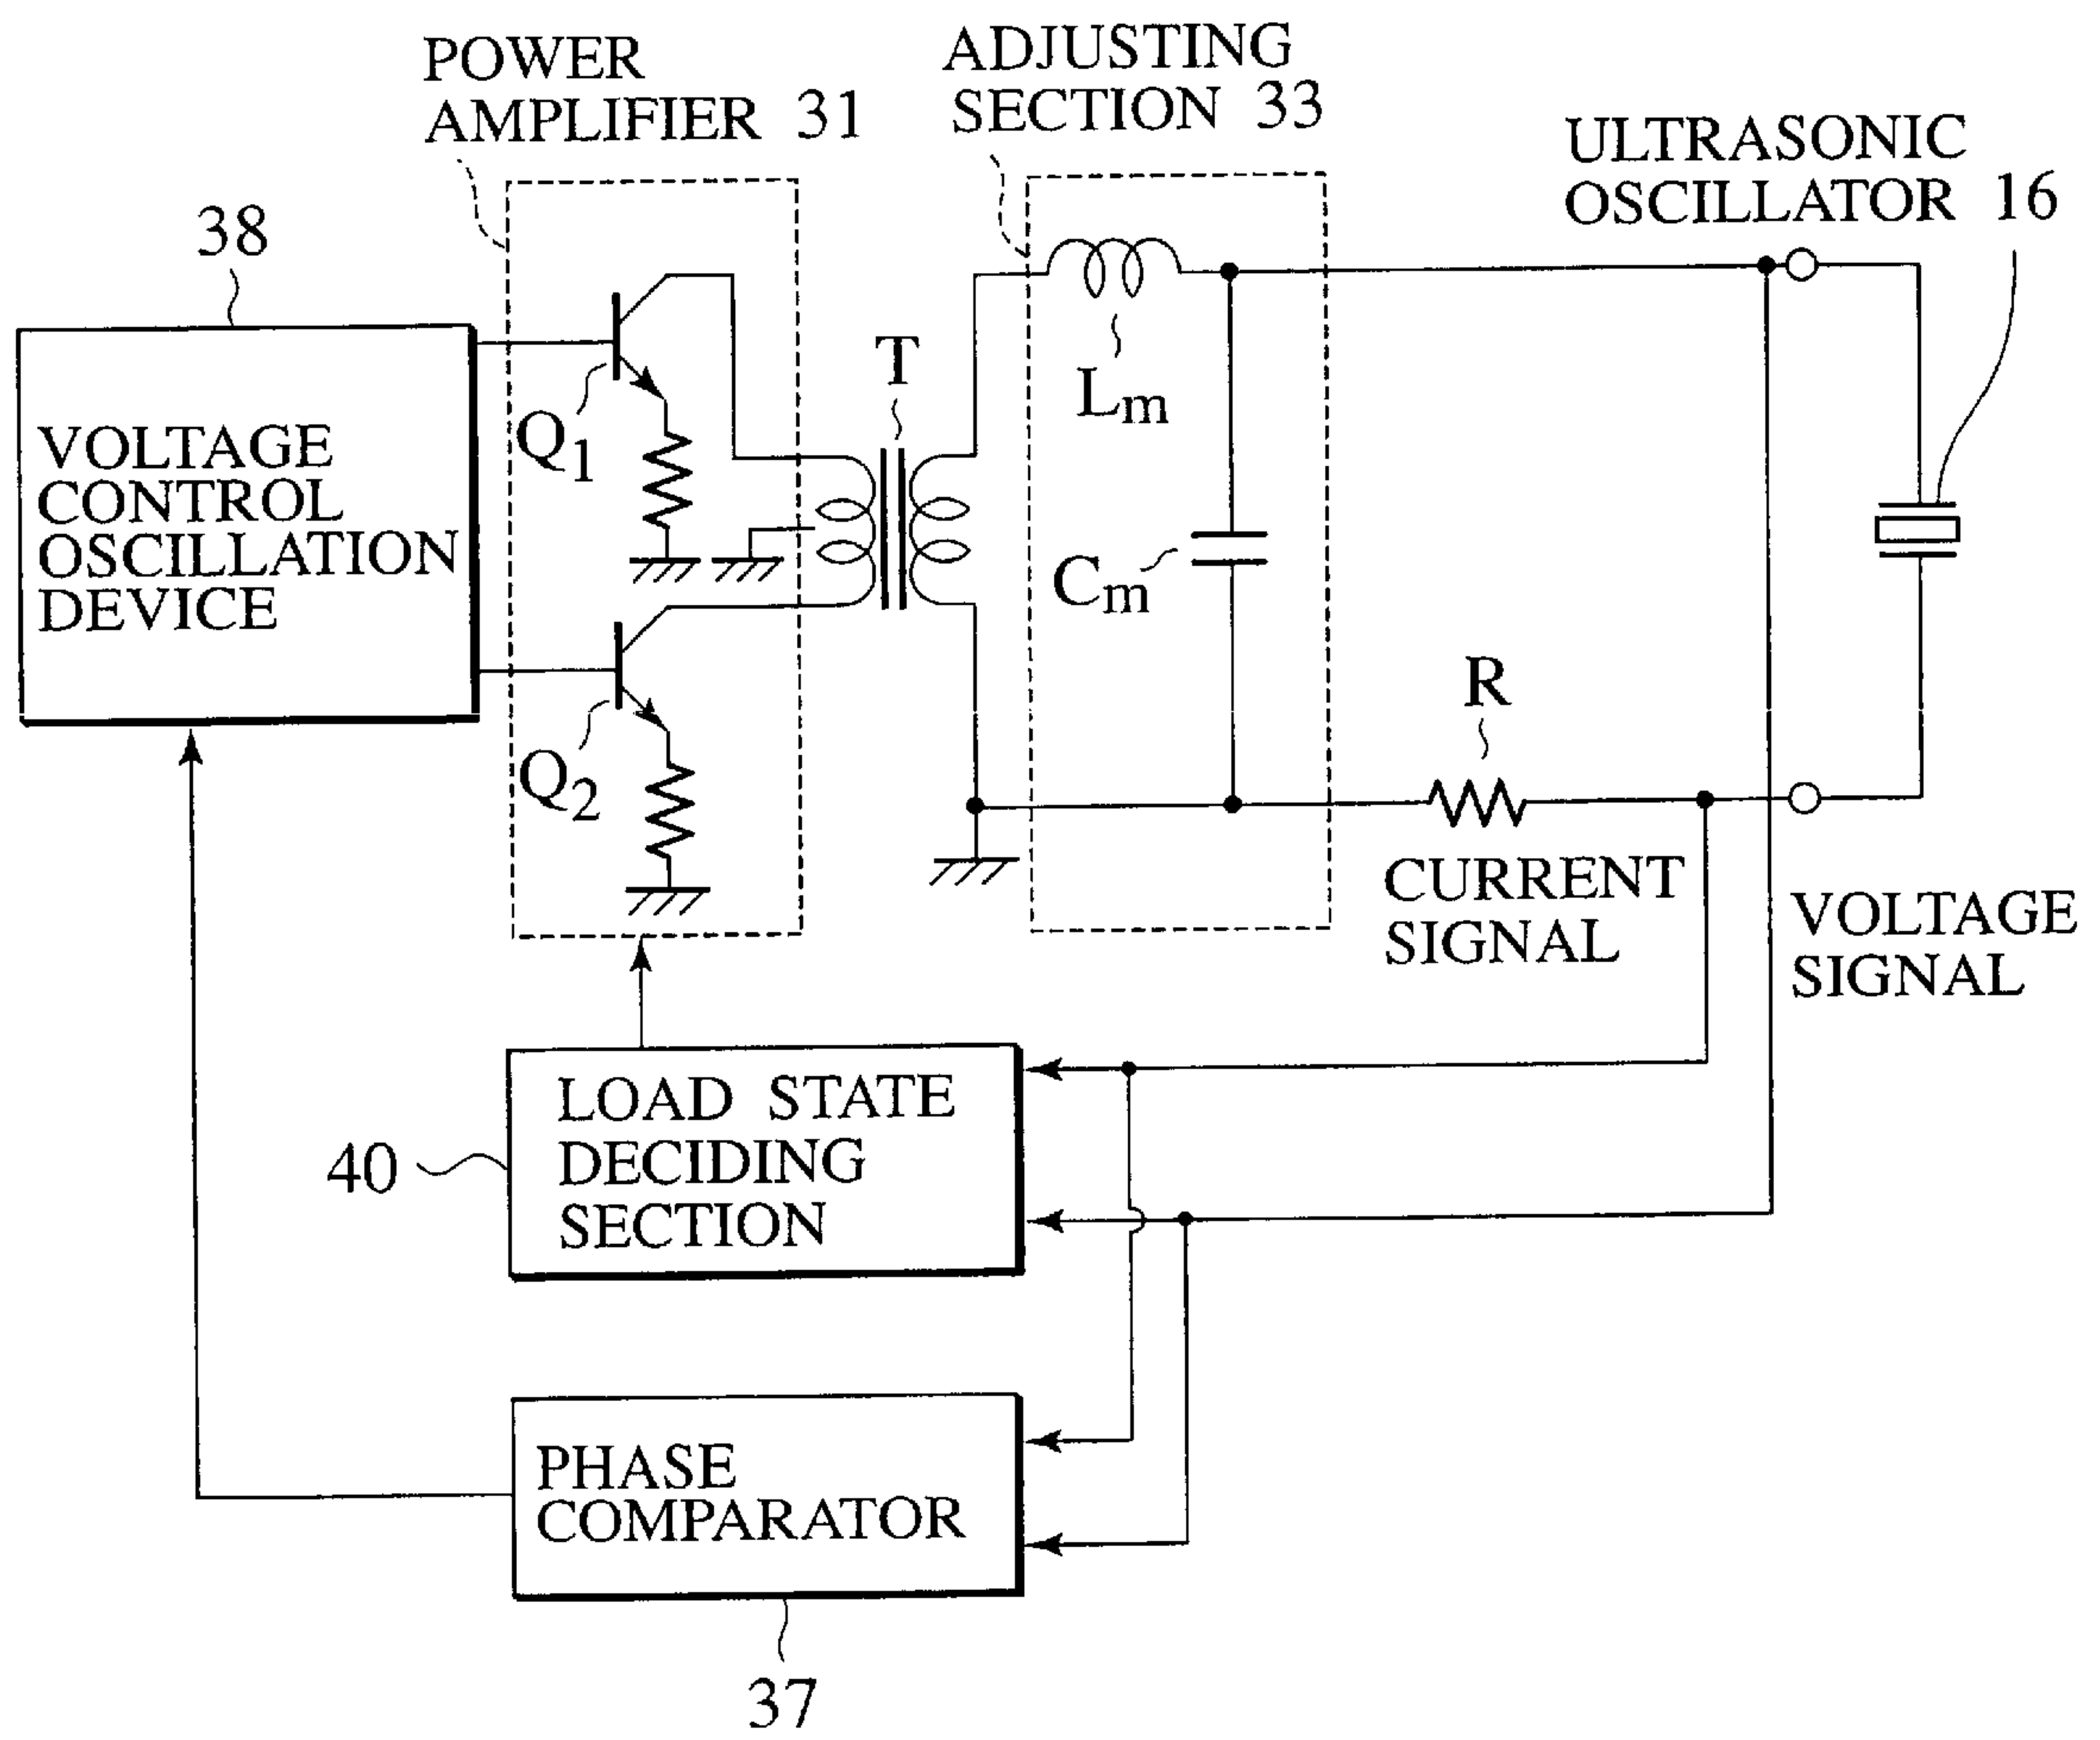 POWER
AMPLIFIER 31
ADJUSTING
SECTION 33
ULTRASONIC
OSCILLATOR 16
38
VOLTAGE
CONTROL
OSCILLATION
DEVICE
Q1
T
Lm
Cm
Q2
R
CURRENT
SIGNAL
VOLTAGE
SIGNAL
LOAD STATE
DECIDING
SECTION
40
PHASE
COMPARATOR
37